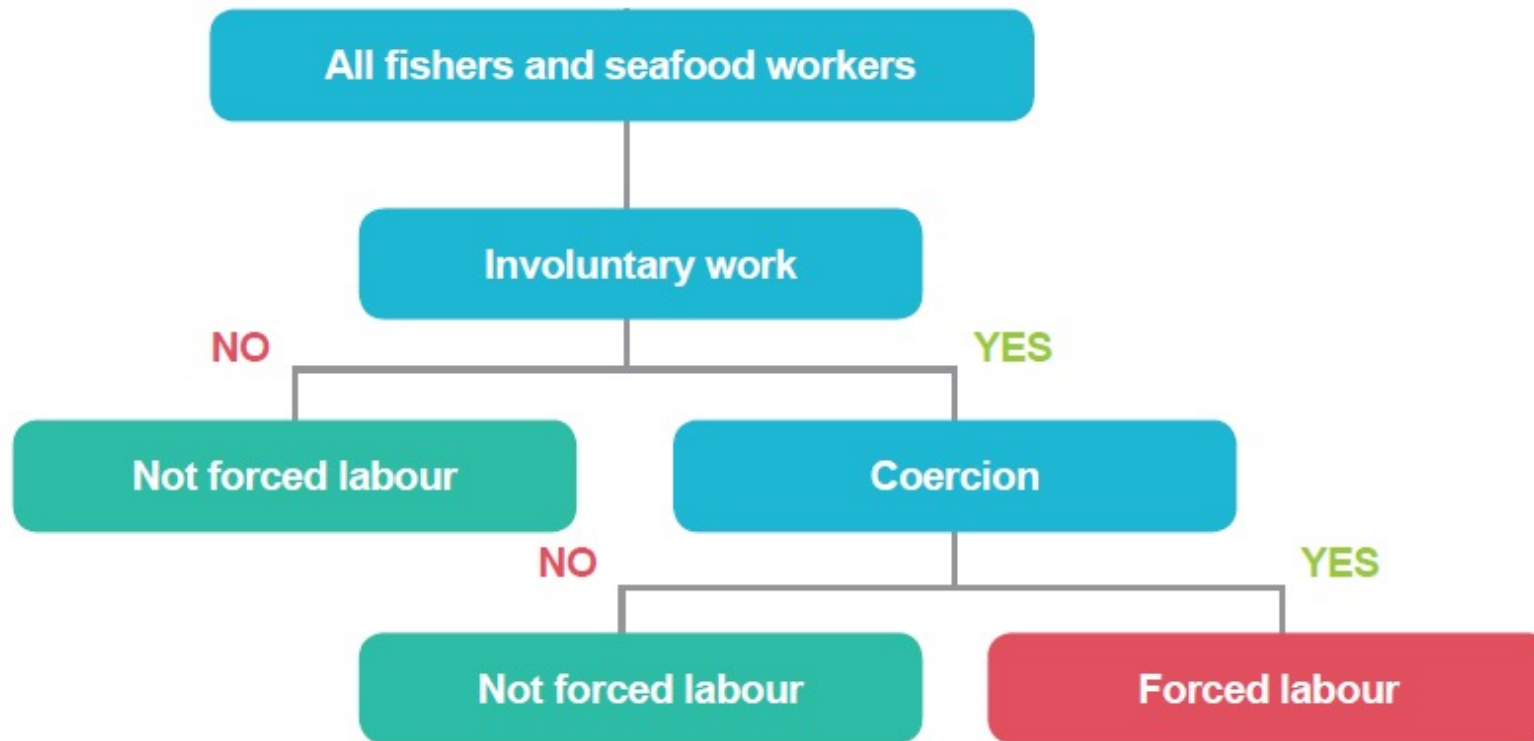 All fishers and seafood workers
Involuntary work
NO
YES
Not forced labour
Coercion
NO
YES
Not forced labour
Forced labour